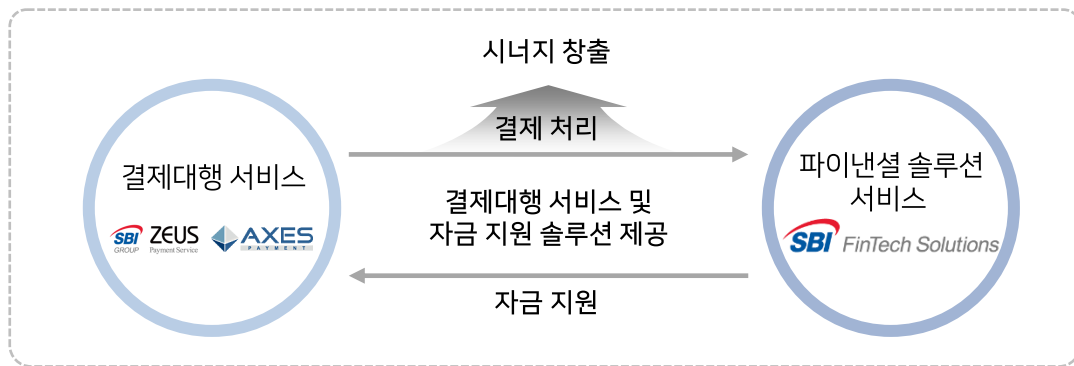 시너지 창출
결제 처리
결제대행 서비스
SBI GROUP ZEUS Payment Service AXES PAYMENT
결제대행 서비스 및
자금 지원 솔루션 제공
파이낸셜 솔루션
서비스
SBI FinTech Solutions
자금 지원